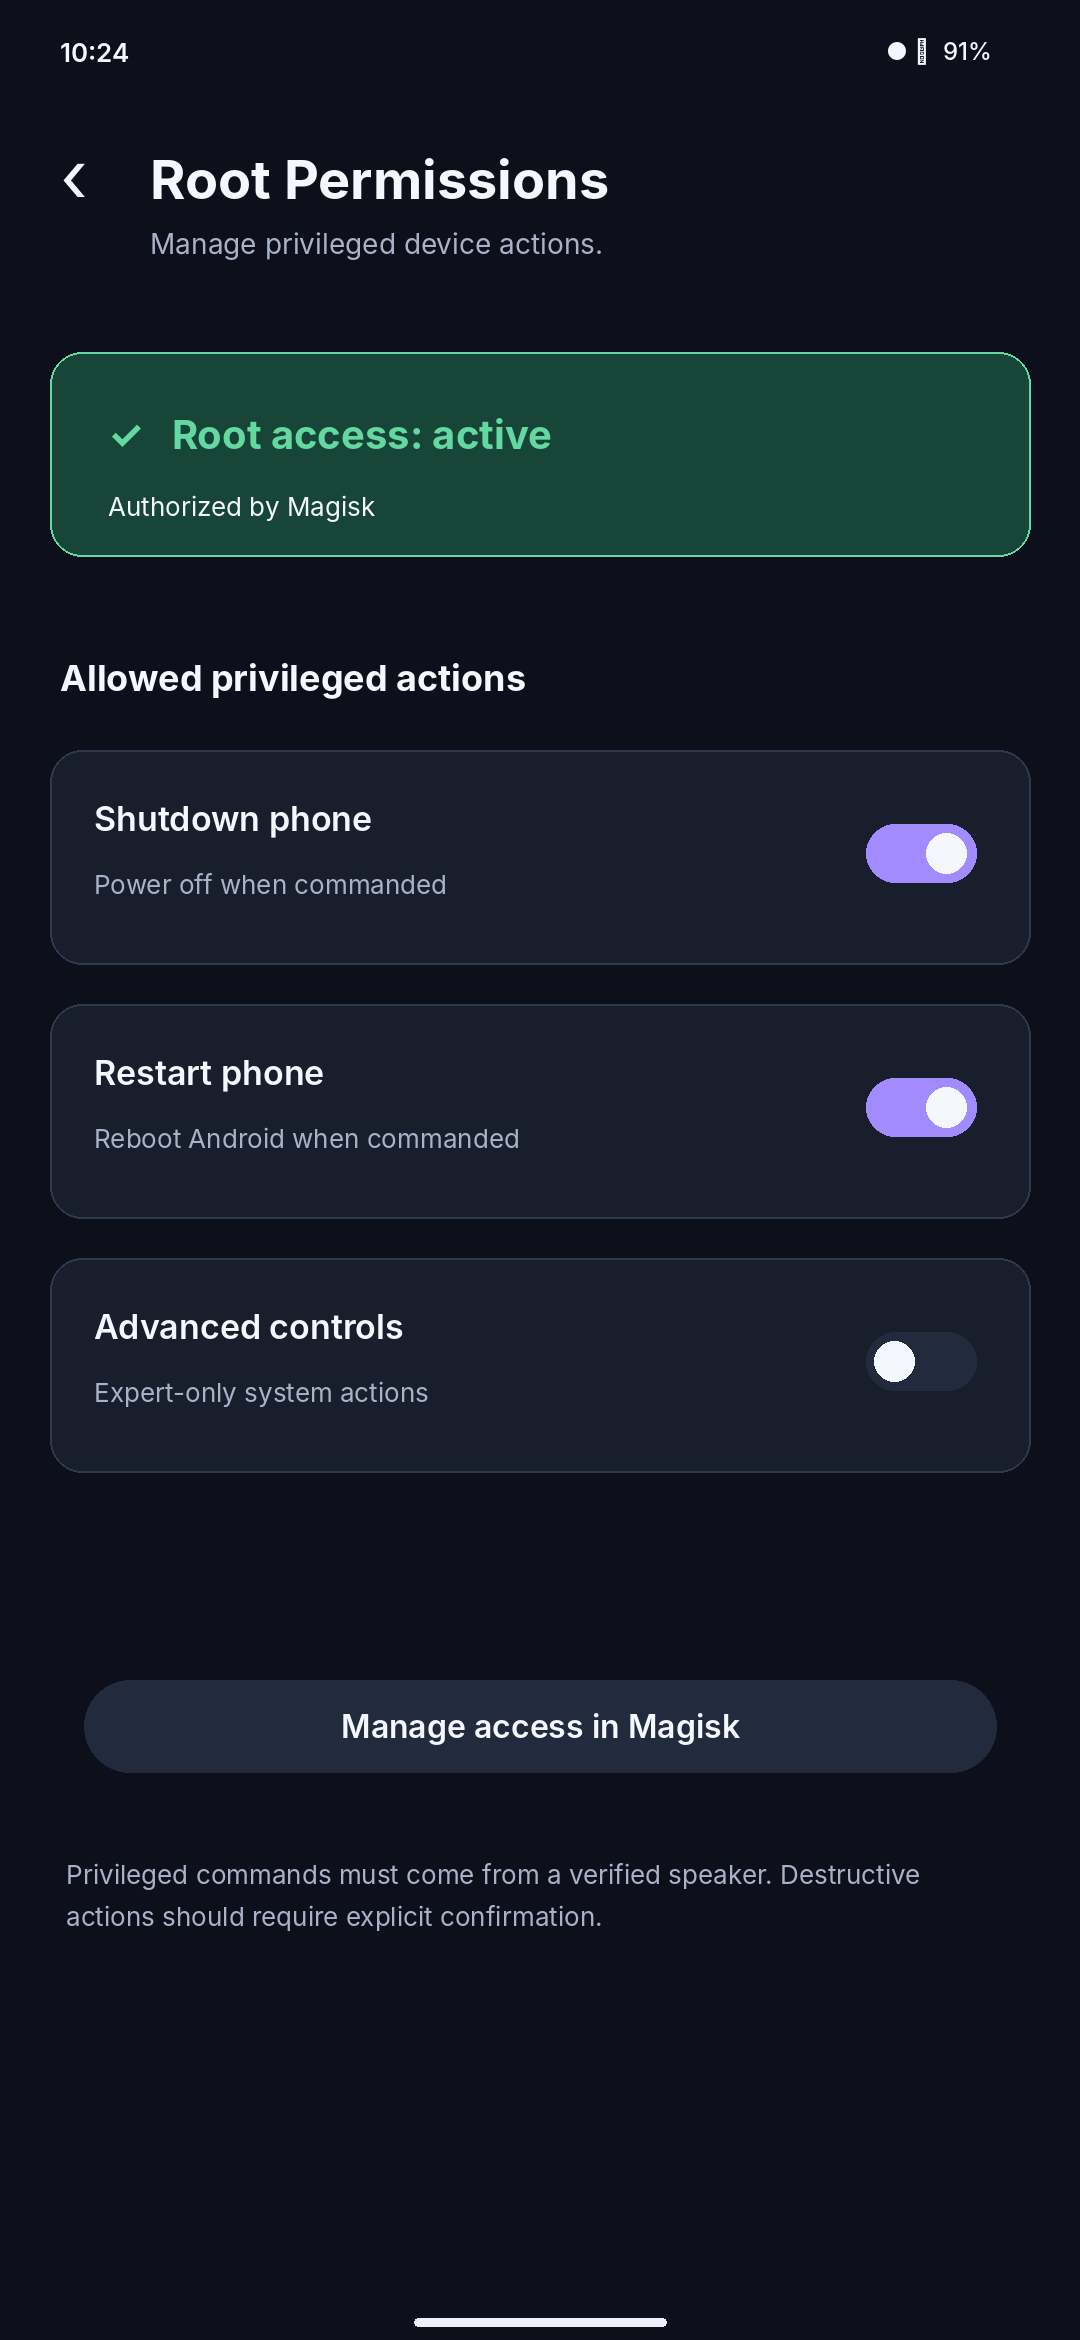 10:24
91%
Root Permissions
Manage privileged device actions.
Root access: active
Authorized by Magisk
Allowed privileged actions
Shutdown phone
Power off when commanded
Restart phone
Reboot Android when commanded
Advanced controls
Expert-only system actions
Manage access in Magisk
Privileged commands must come from a verified speaker. Destructive
actions should require explicit confirmation.